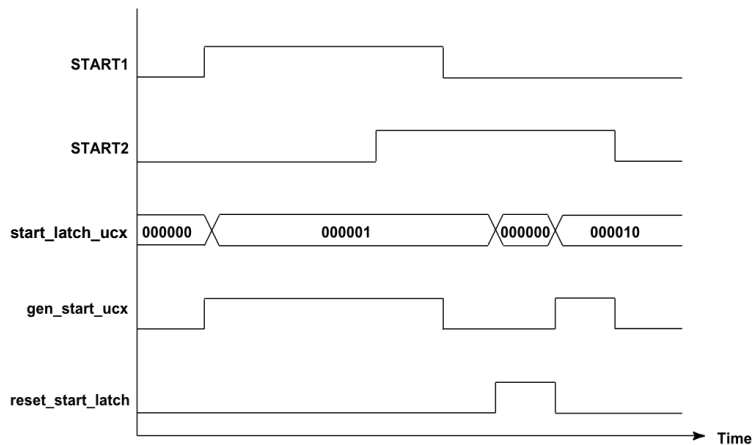 START1
START2
start_latch_ucx 000000 000001 000000 000010
gen_start_ucx
reset_start_latch
Time